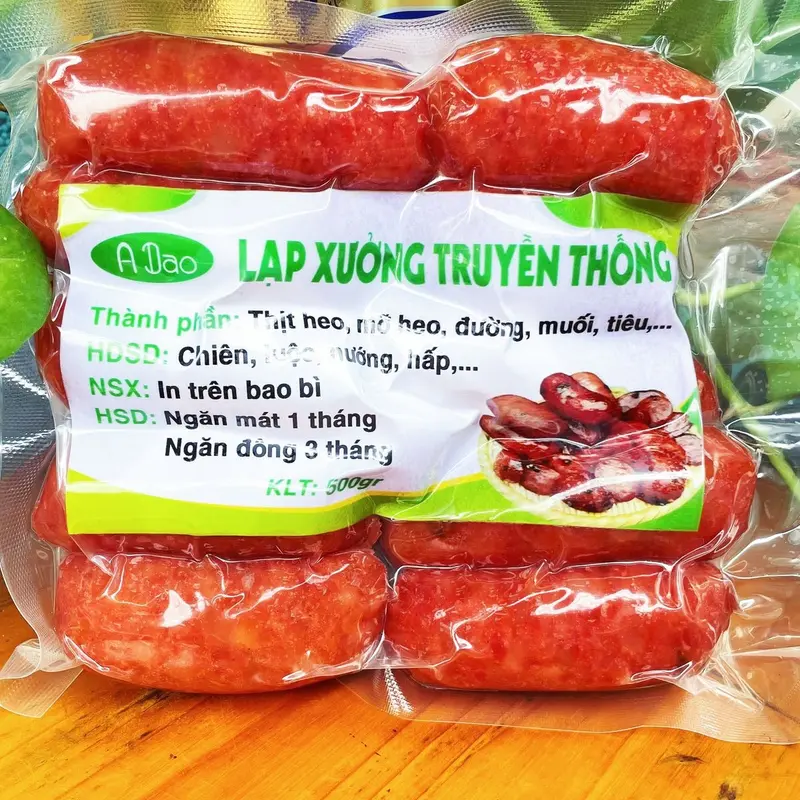 A Dao
LẠP XƯỞNG TRUYỀN THỐNG
Thành phần: Thịt heo, mỡ heo, đường, muối, tiêu,...
HDSD: Chiên, luộc, nướng, hấp,...
NSX: In trên bao bì
HSD: Ngăn mát 1 tháng
Ngăn đông 3 tháng
KLT: 500gr